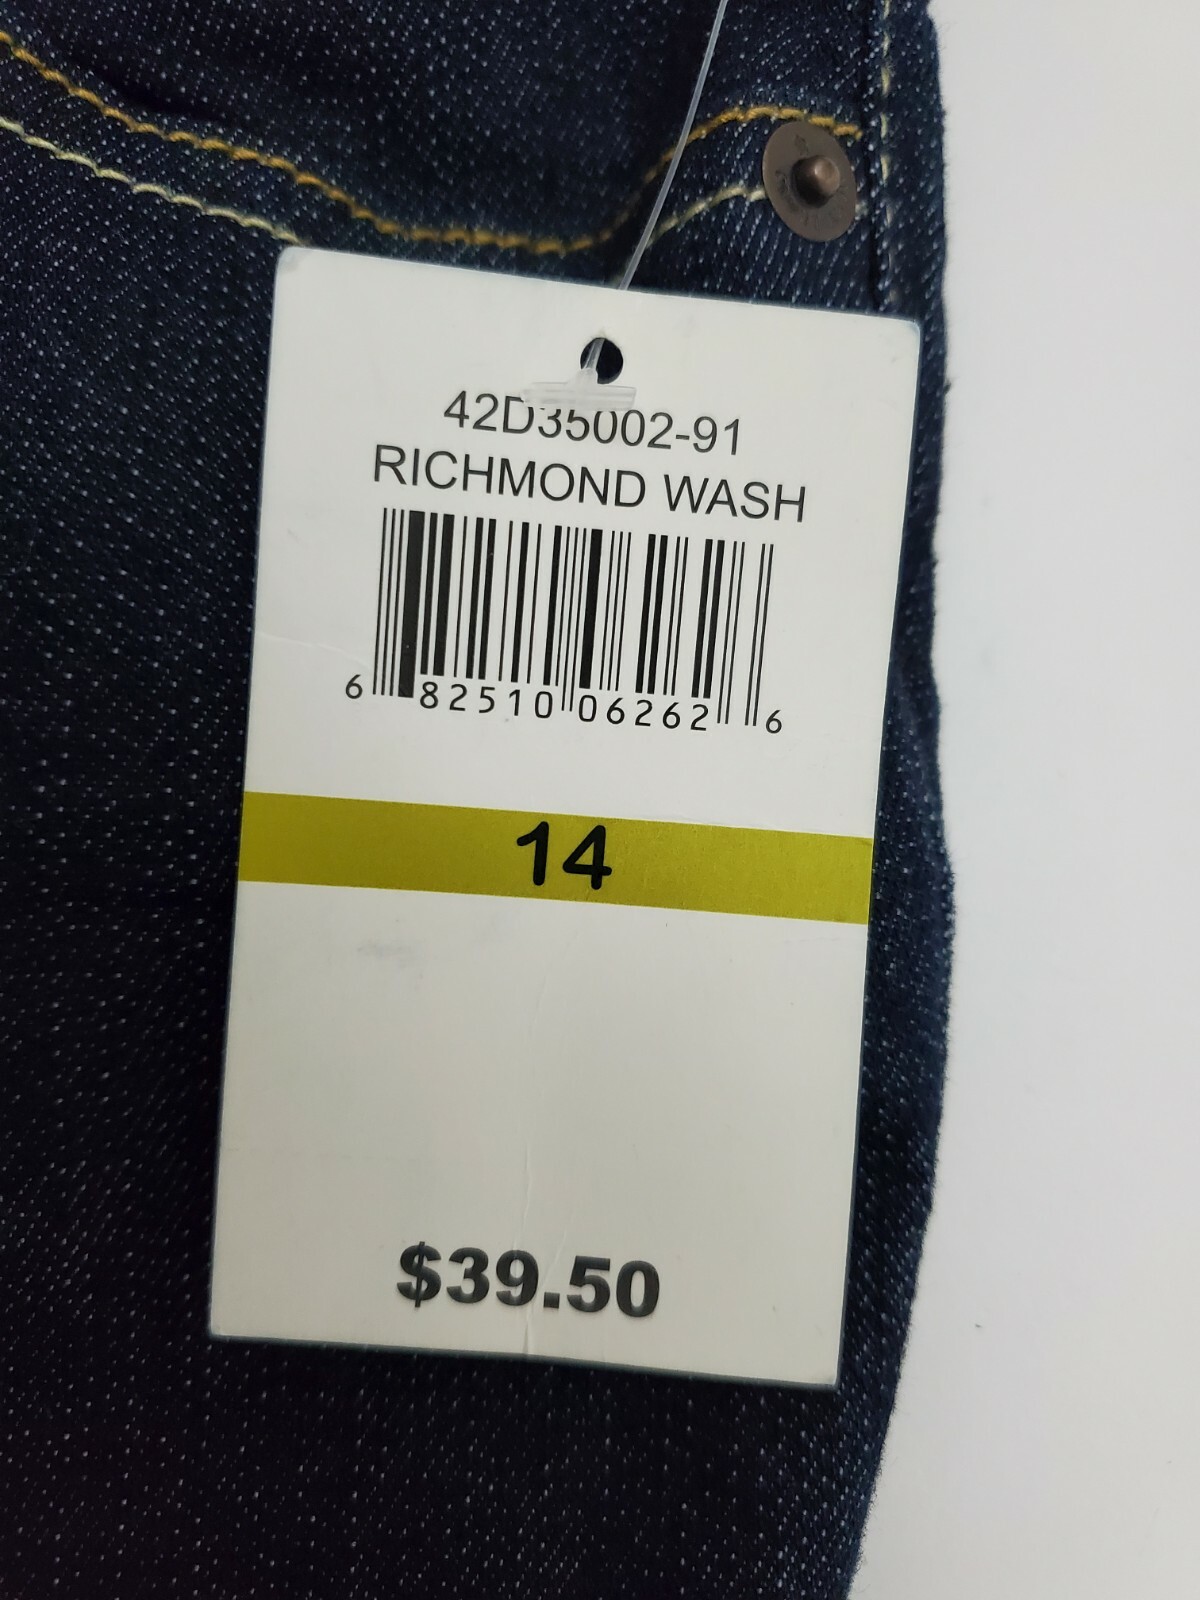 42D35002-91
RICHMOND WASH
6 82510 06262 6
14
$39.50